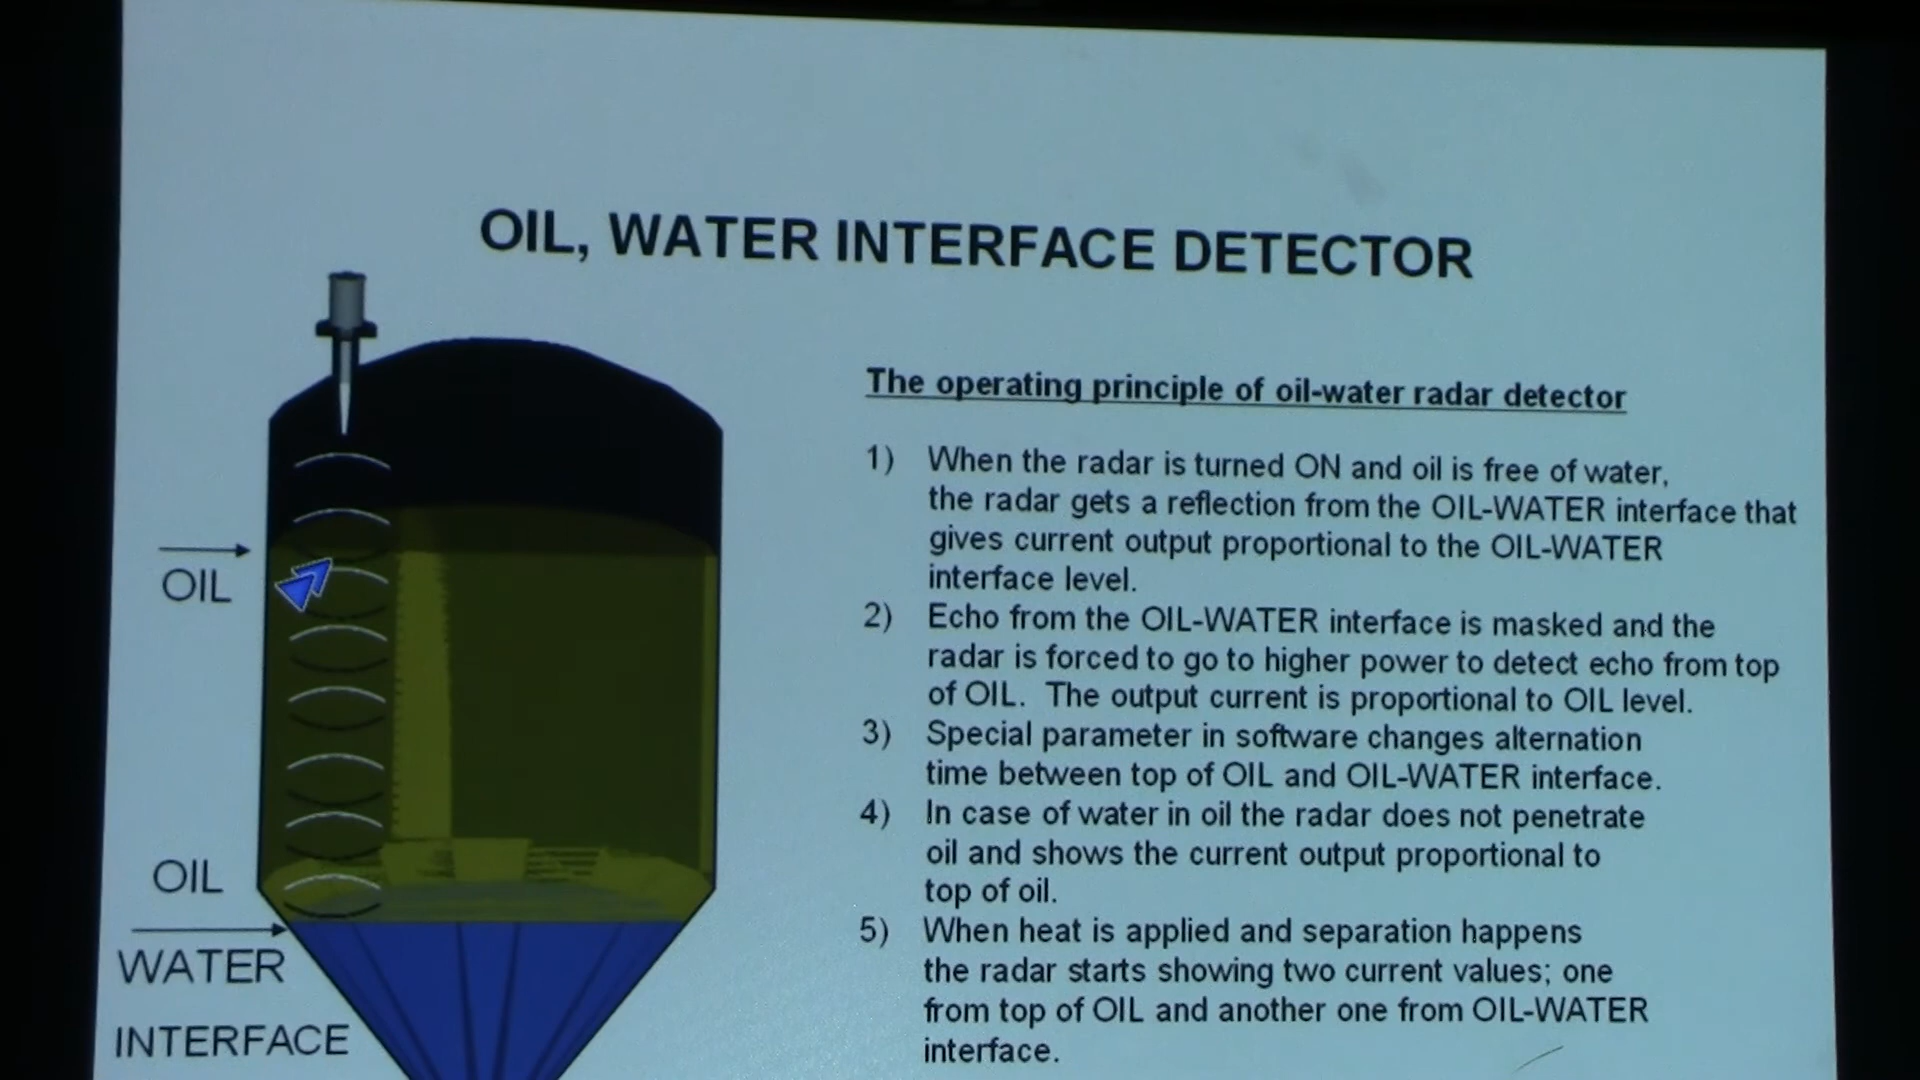 OIL, WATER INTERFACE DETECTOR
The operating principle of oil-water radar detector
1) When the radar is turned ON and oil is free of water,
the radar gets a reflection from the OIL-WATER interface that
gives current output proportional to the OIL-WATER
interface level.
2) Echo from the OIL-WATER interface is masked and the
radar is forced to go to higher power to detect echo from top
of OIL. The output current is proportional to OIL level.
3) Special parameter in software changes alternation
time between top of OIL and OIL-WATER interface.
4) In case of water in oil the radar does not penetrate
oil and shows the current output proportional to
top of oil.
5) When heat is applied and separation happens
the radar starts showing two current values; one
from top of OIL and another one from OIL-WATER
interface.
OIL
OIL
WATER
INTERFACE